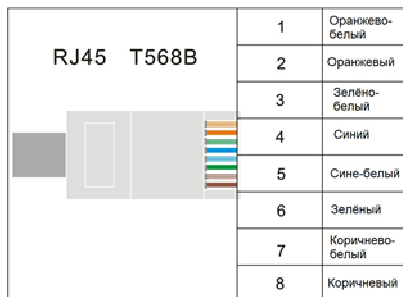 RJ45 T568B
1
Оранжево-
белый
2
Оранжевый
3
Зелёно-
белый
4
Синий
5
Сине-белый
6
Зелёный
7
Коричнево-
белый
8
Коричневый